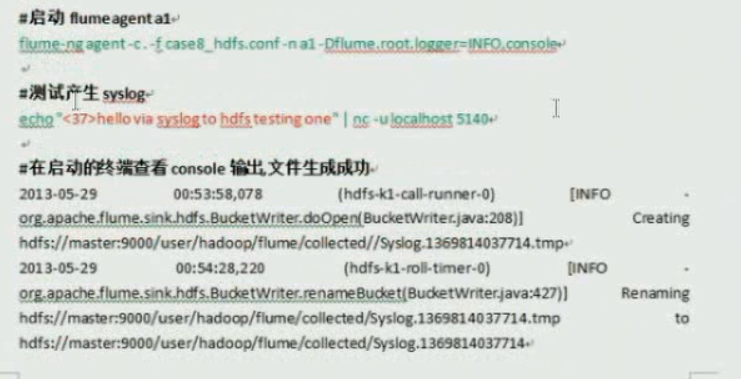 #启动 flume agent a1
flume-ng agent -c . -f case8_hdfs.conf -n a1 -Dflume.root.logger=INFO,console
#测试产生 syslog
echo "<37>hello via syslog to hdfs testing one" | nc -u localhost 5140
#在启动的终端查看 console 输出,文件生成成功
2013-05-29 00:53:58,078 (hdfs-k1-call-runner-0) [INFO -
org.apache.flume.sink.hdfs.BucketWriter.doOpen(BucketWriter.java:208)] Creating
hdfs://master:9000/user/hadoop/flume/collected//Syslog.1369814037714.tmp
2013-05-29 00:54:28,220 (hdfs-k1-roll-timer-0) [INFO -
org.apache.flume.sink.hdfs.BucketWriter.renameBucket(BucketWriter.java:427)] Renaming
hdfs://master:9000/user/hadoop/flume/collected/Syslog.1369814037714.tmp to
hdfs://master:9000/user/hadoop/flume/collected/Syslog.1369814037714